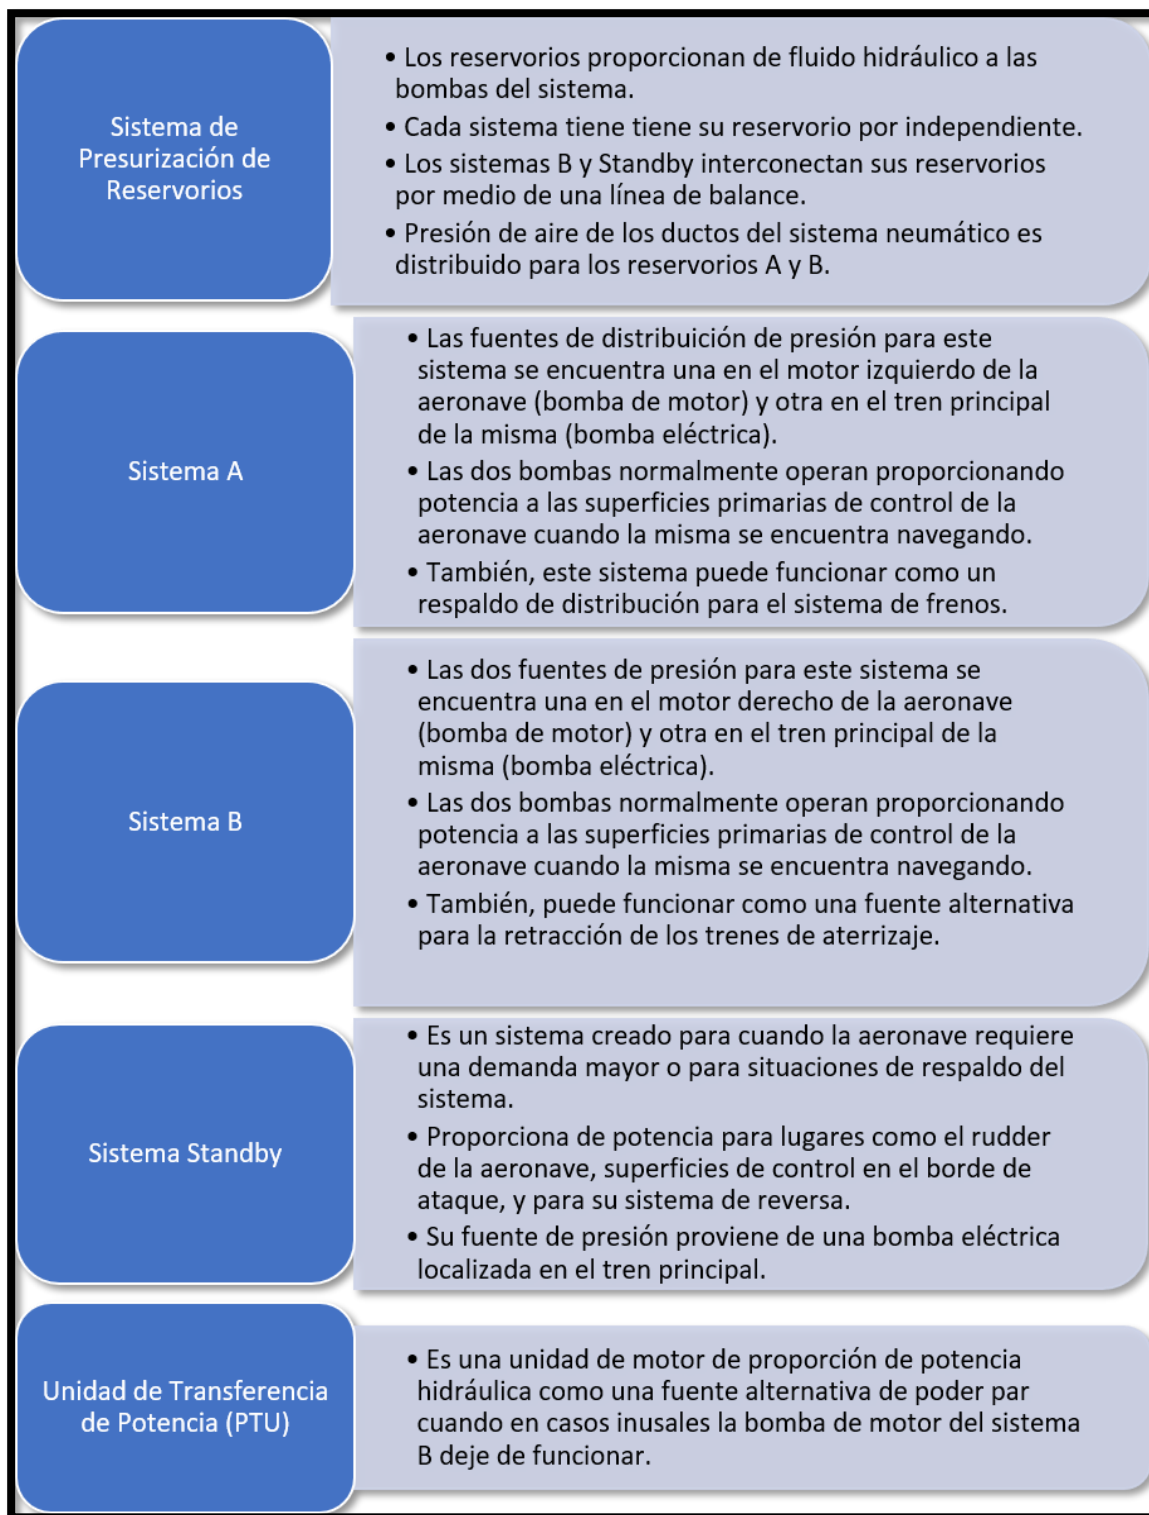 Sistema de
Presurización de
Reservorios
• Los reservorios proporcionan de fluido hidráulico a las
bombas del sistema.
• Cada sistema tiene tiene su reservorio por independiente.
• Los sistemas B y Standby interconectan sus reservorios
por medio de una línea de balance.
• Presión de aire de los ductos del sistema neumático es
distribuido para los reservorios A y B.
Sistema A
• Las fuentes de distribuición de presión para este
sistema se encuentra una en el motor izquierdo de la
aeronave (bomba de motor) y otra en el tren principal
de la misma (bomba eléctrica).
• Las dos bombas normalmente operan proporcionando
potencia a las superficies primarias de control de la
aeronave cuando la misma se encuentra navegando.
• También, este sistema puede funcionar como un
respaldo de distribución para el sistema de frenos.
Sistema B
• Las dos fuentes de presión para este sistema se
encuentra una en el motor derecho de la aeronave
(bomba de motor) y otra en el tren principal de la
misma (bomba eléctrica).
• Las dos bombas normalmente operan proporcionando
potencia a las superficies primarias de control de la
aeronave cuando la misma se encuentra navegando.
• También, puede funcionar como una fuente alternativa
para la retracción de los trenes de aterrizaje.
Sistema Standby
• Es un sistema creado para cuando la aeronave requiere
una demanda mayor o para situaciones de respaldo del
sistema.
• Proporciona de potencia para lugares como el rudder
de la aeronave, superficies de control en el borde de
ataque, y para su sistema de reversa.
• Su fuente de presión proviene de una bomba eléctrica
localizada en el tren principal.
Unidad de Transferencia
de Potencia (PTU)
• Es una unidad de motor de proporción de potencia
hidráulica como una fuente alternativa de poder par
cuando en casos inusales la bomba de motor del sistema
B deje de funcionar.